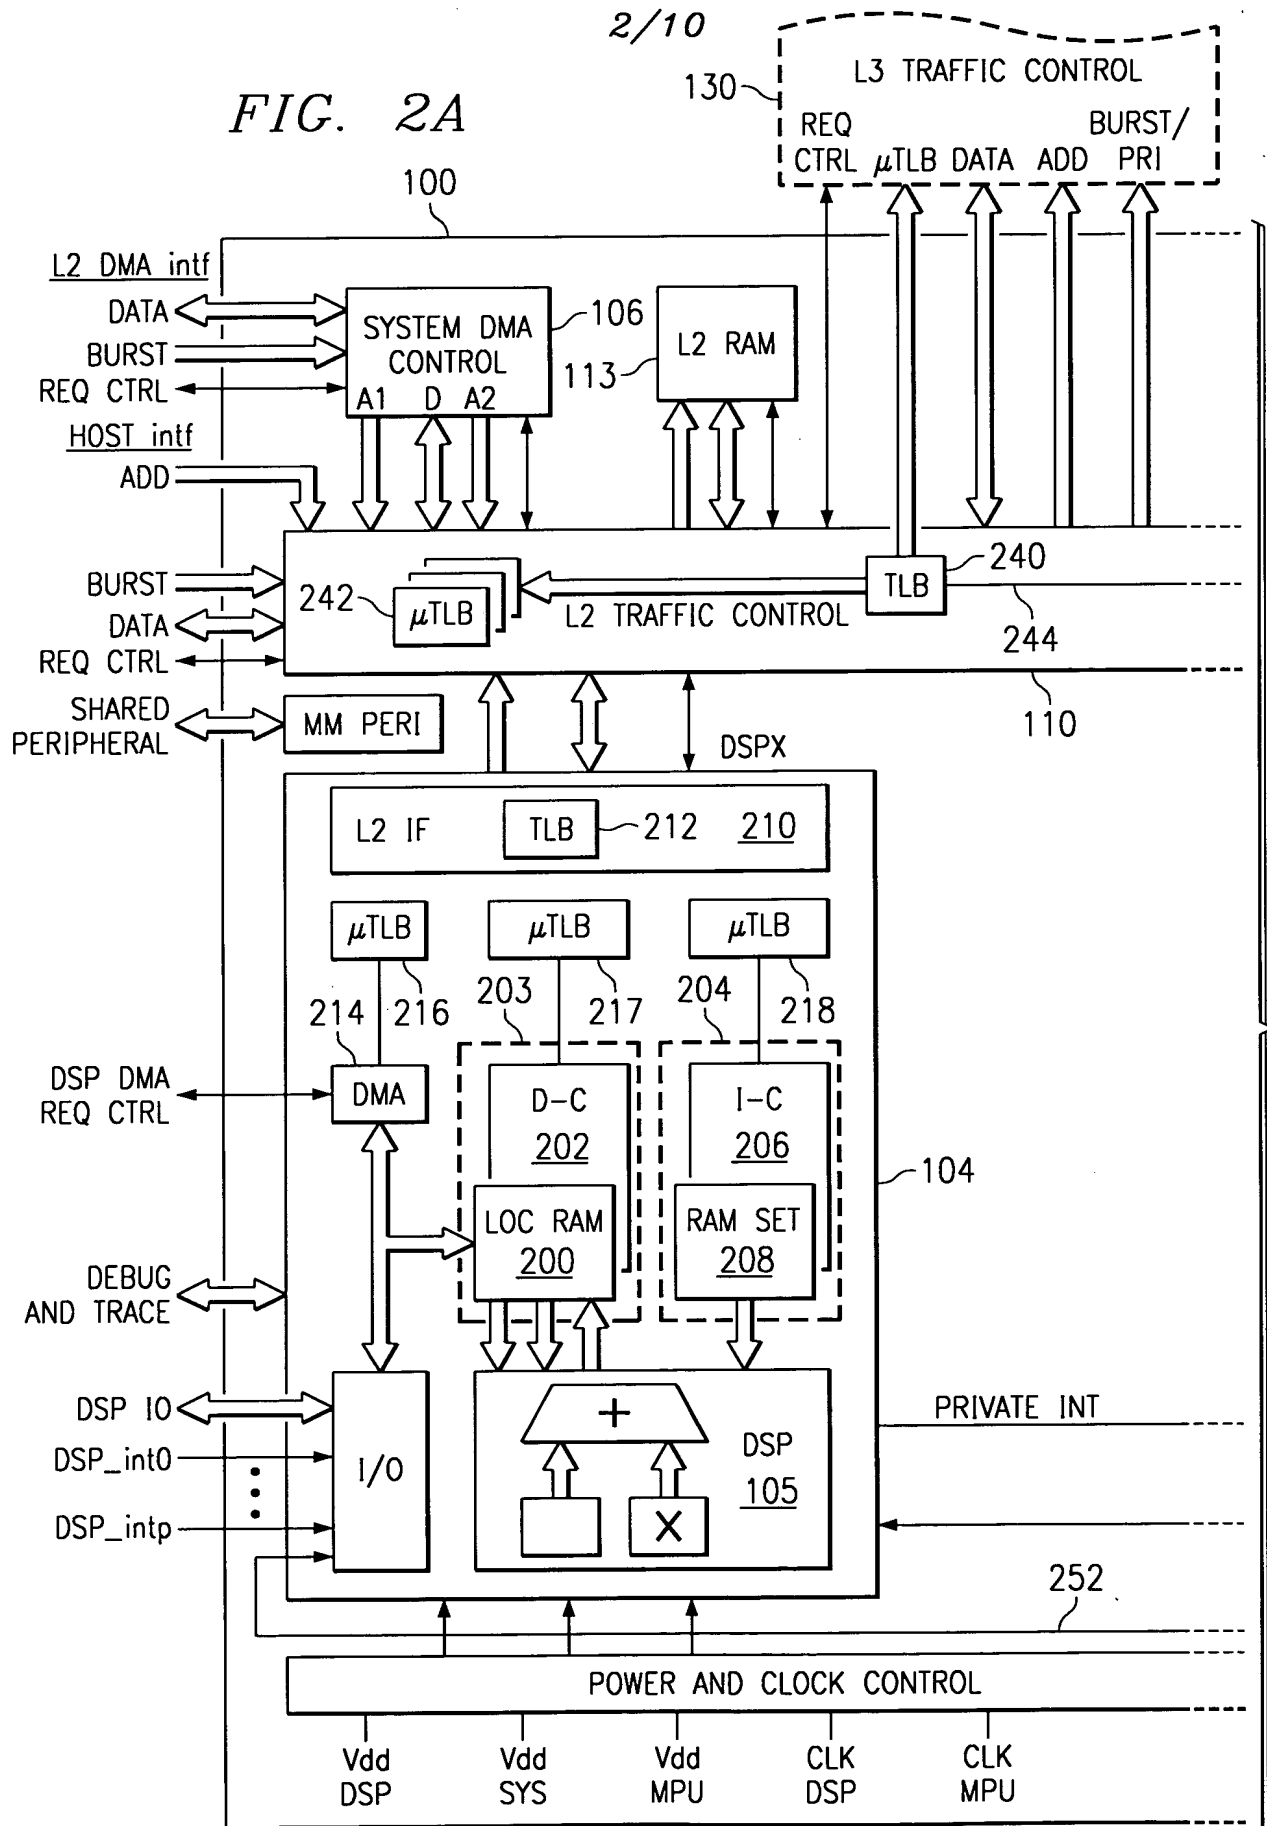 2/10
FIG. 2A
L3 TRAFFIC CONTROL
130
REQ
CTRL
μTLB
DATA
ADD
BURST/
PRI
100
L2 DMA intf
DATA
BURST
REQ CTRL
SYSTEM DMA
CONTROL
A1 D A2
106
L2 RAM
113
HOST intf
ADD
BURST
DATA
REQ CTRL
242
μTLB
L2 TRAFFIC CONTROL
TLB
240
244
110
SHARED
PERIPHERAL
MM PERI
DSPX
L2 IF
TLB
212
210
μTLB
μTLB
μTLB
214
216
203
217
204
218
DSP DMA
REQ CTRL
DMA
D-C
202
I-C
206
104
LOC RAM
200
RAM SET
208
DEBUG
AND TRACE
DSP IO
DSP_int0
DSP_intp
I/O
+
X
DSP
105
PRIVATE INT
252
POWER AND CLOCK CONTROL
Vdd
DSP
Vdd
SYS
Vdd
MPU
CLK
DSP
CLK
MPU